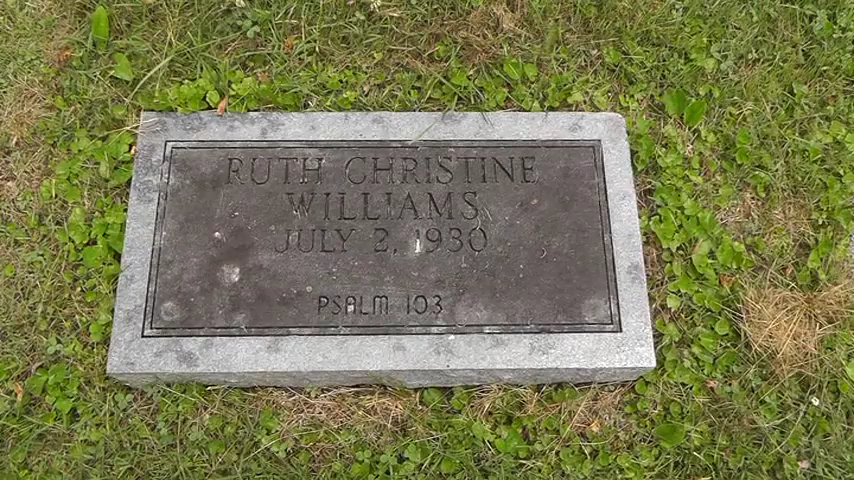 RUTH CHRISTINE
WILLIAMS
JULY 2, 1930
PSALM 103